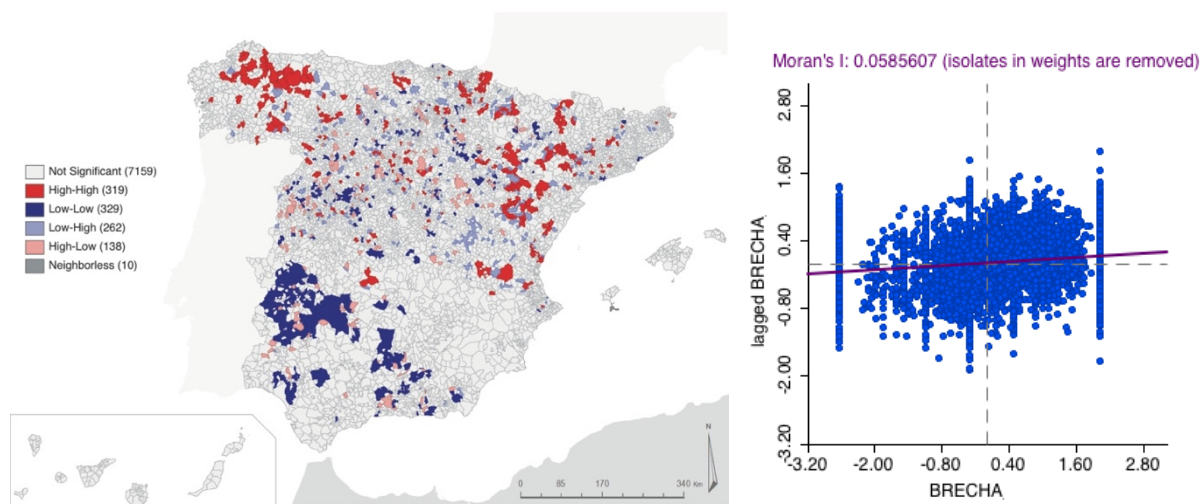 Not Significant (7159)
High-High (319)
Low-Low (329)
Low-High (262)
High-Low (138)
Neighborless (10)
N
0 85 170 340 Km
Moran's I: 0.0585607 (isolates in weights are removed)
lagged BRECHA
2.80
1.60
0.40
-0.80
-2.00
-3.20
-3.20 -2.00 -0.80 0.40 1.60 2.80
BRECHA